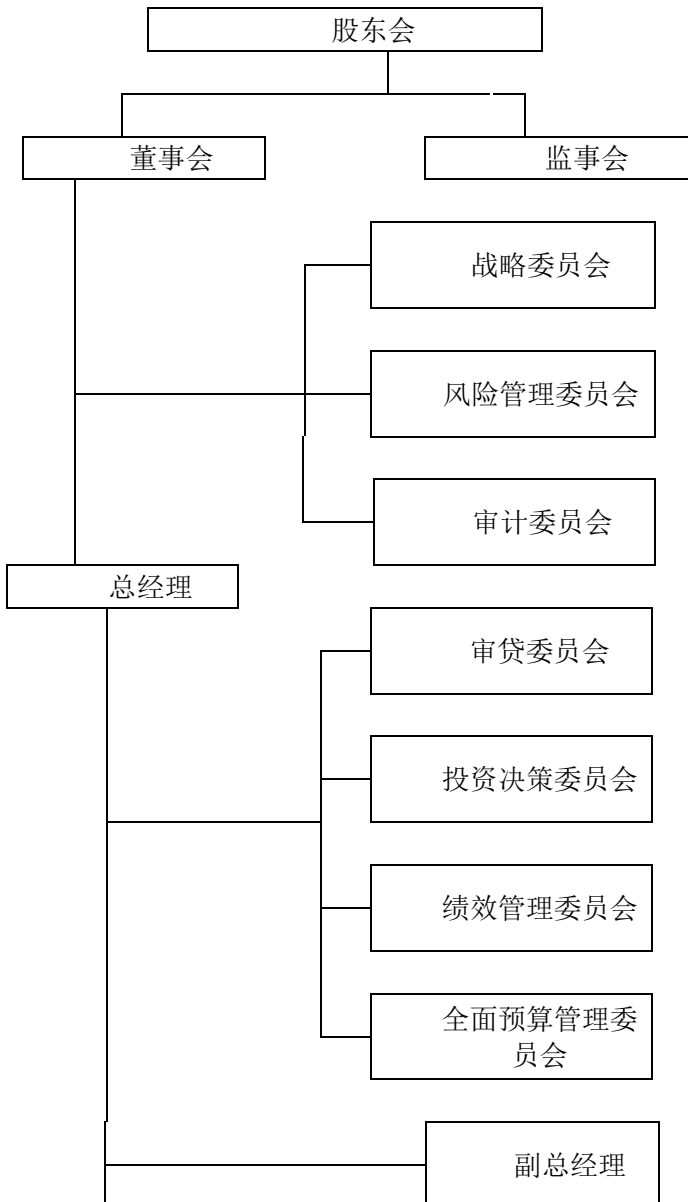 股东会
董事会
监事会
战略委员会
风险管理委员会
审计委员会
总经理
审贷委员会
投资决策委员会
绩效管理委员会
全面预算管理委
员会
副总经理